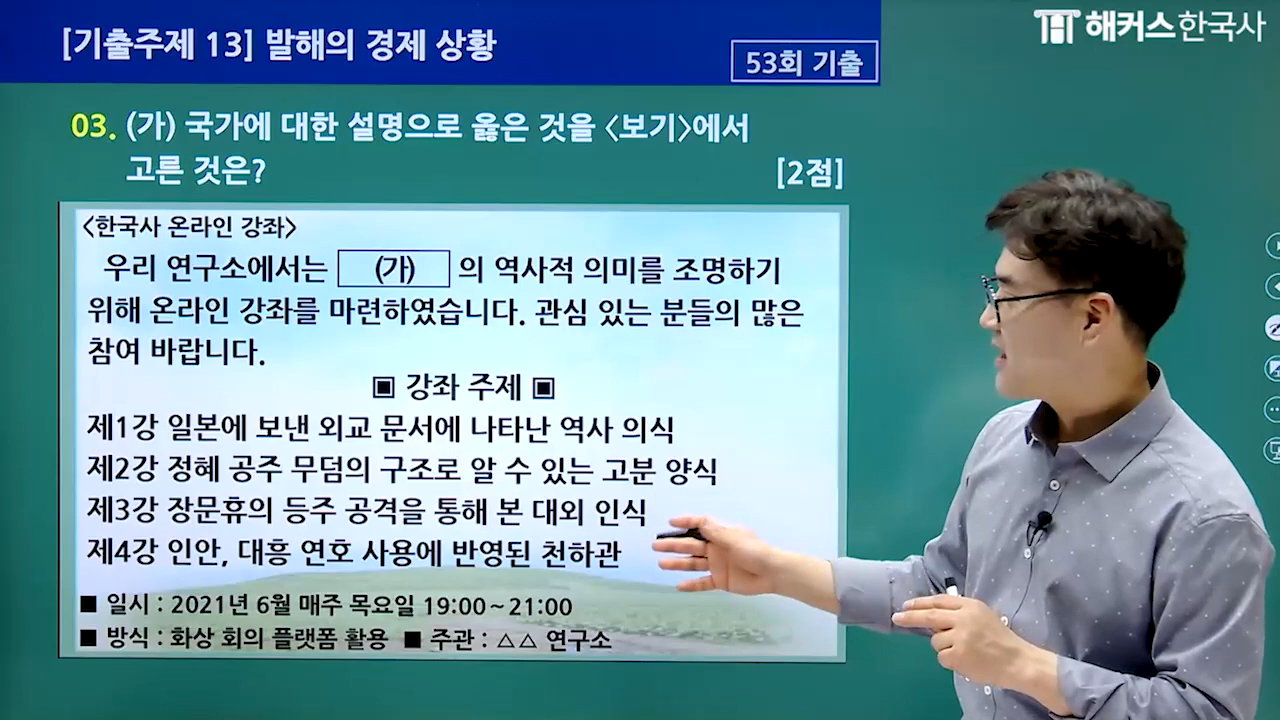 [기출주제 13] 발해의 경제 상황
해커스한국사
53회 기출
03. (가) 국가에 대한 설명으로 옳은 것을 <보기>에서
고른 것은?
[2점]
<한국사 온라인 강좌>
우리 연구소에서는 (가) 의 역사적 의미를 조명하기
위해 온라인 강좌를 마련하였습니다. 관심 있는 분들의 많은
참여 바랍니다.
▣ 강좌 주제 ▣
제1강 일본에 보낸 외교 문서에 나타난 역사 의식
제2강 정혜 공주 무덤의 구조로 알 수 있는 고분 양식
제3강 장문휴의 등주 공격을 통해 본 대외 인식
제4강 인안, 대흥 연호 사용에 반영된 천하관
■ 일시 : 2021년 6월 매주 목요일 19:00~21:00
■ 방식 : 화상 회의 플랫폼 활용 ■ 주관 : △△ 연구소